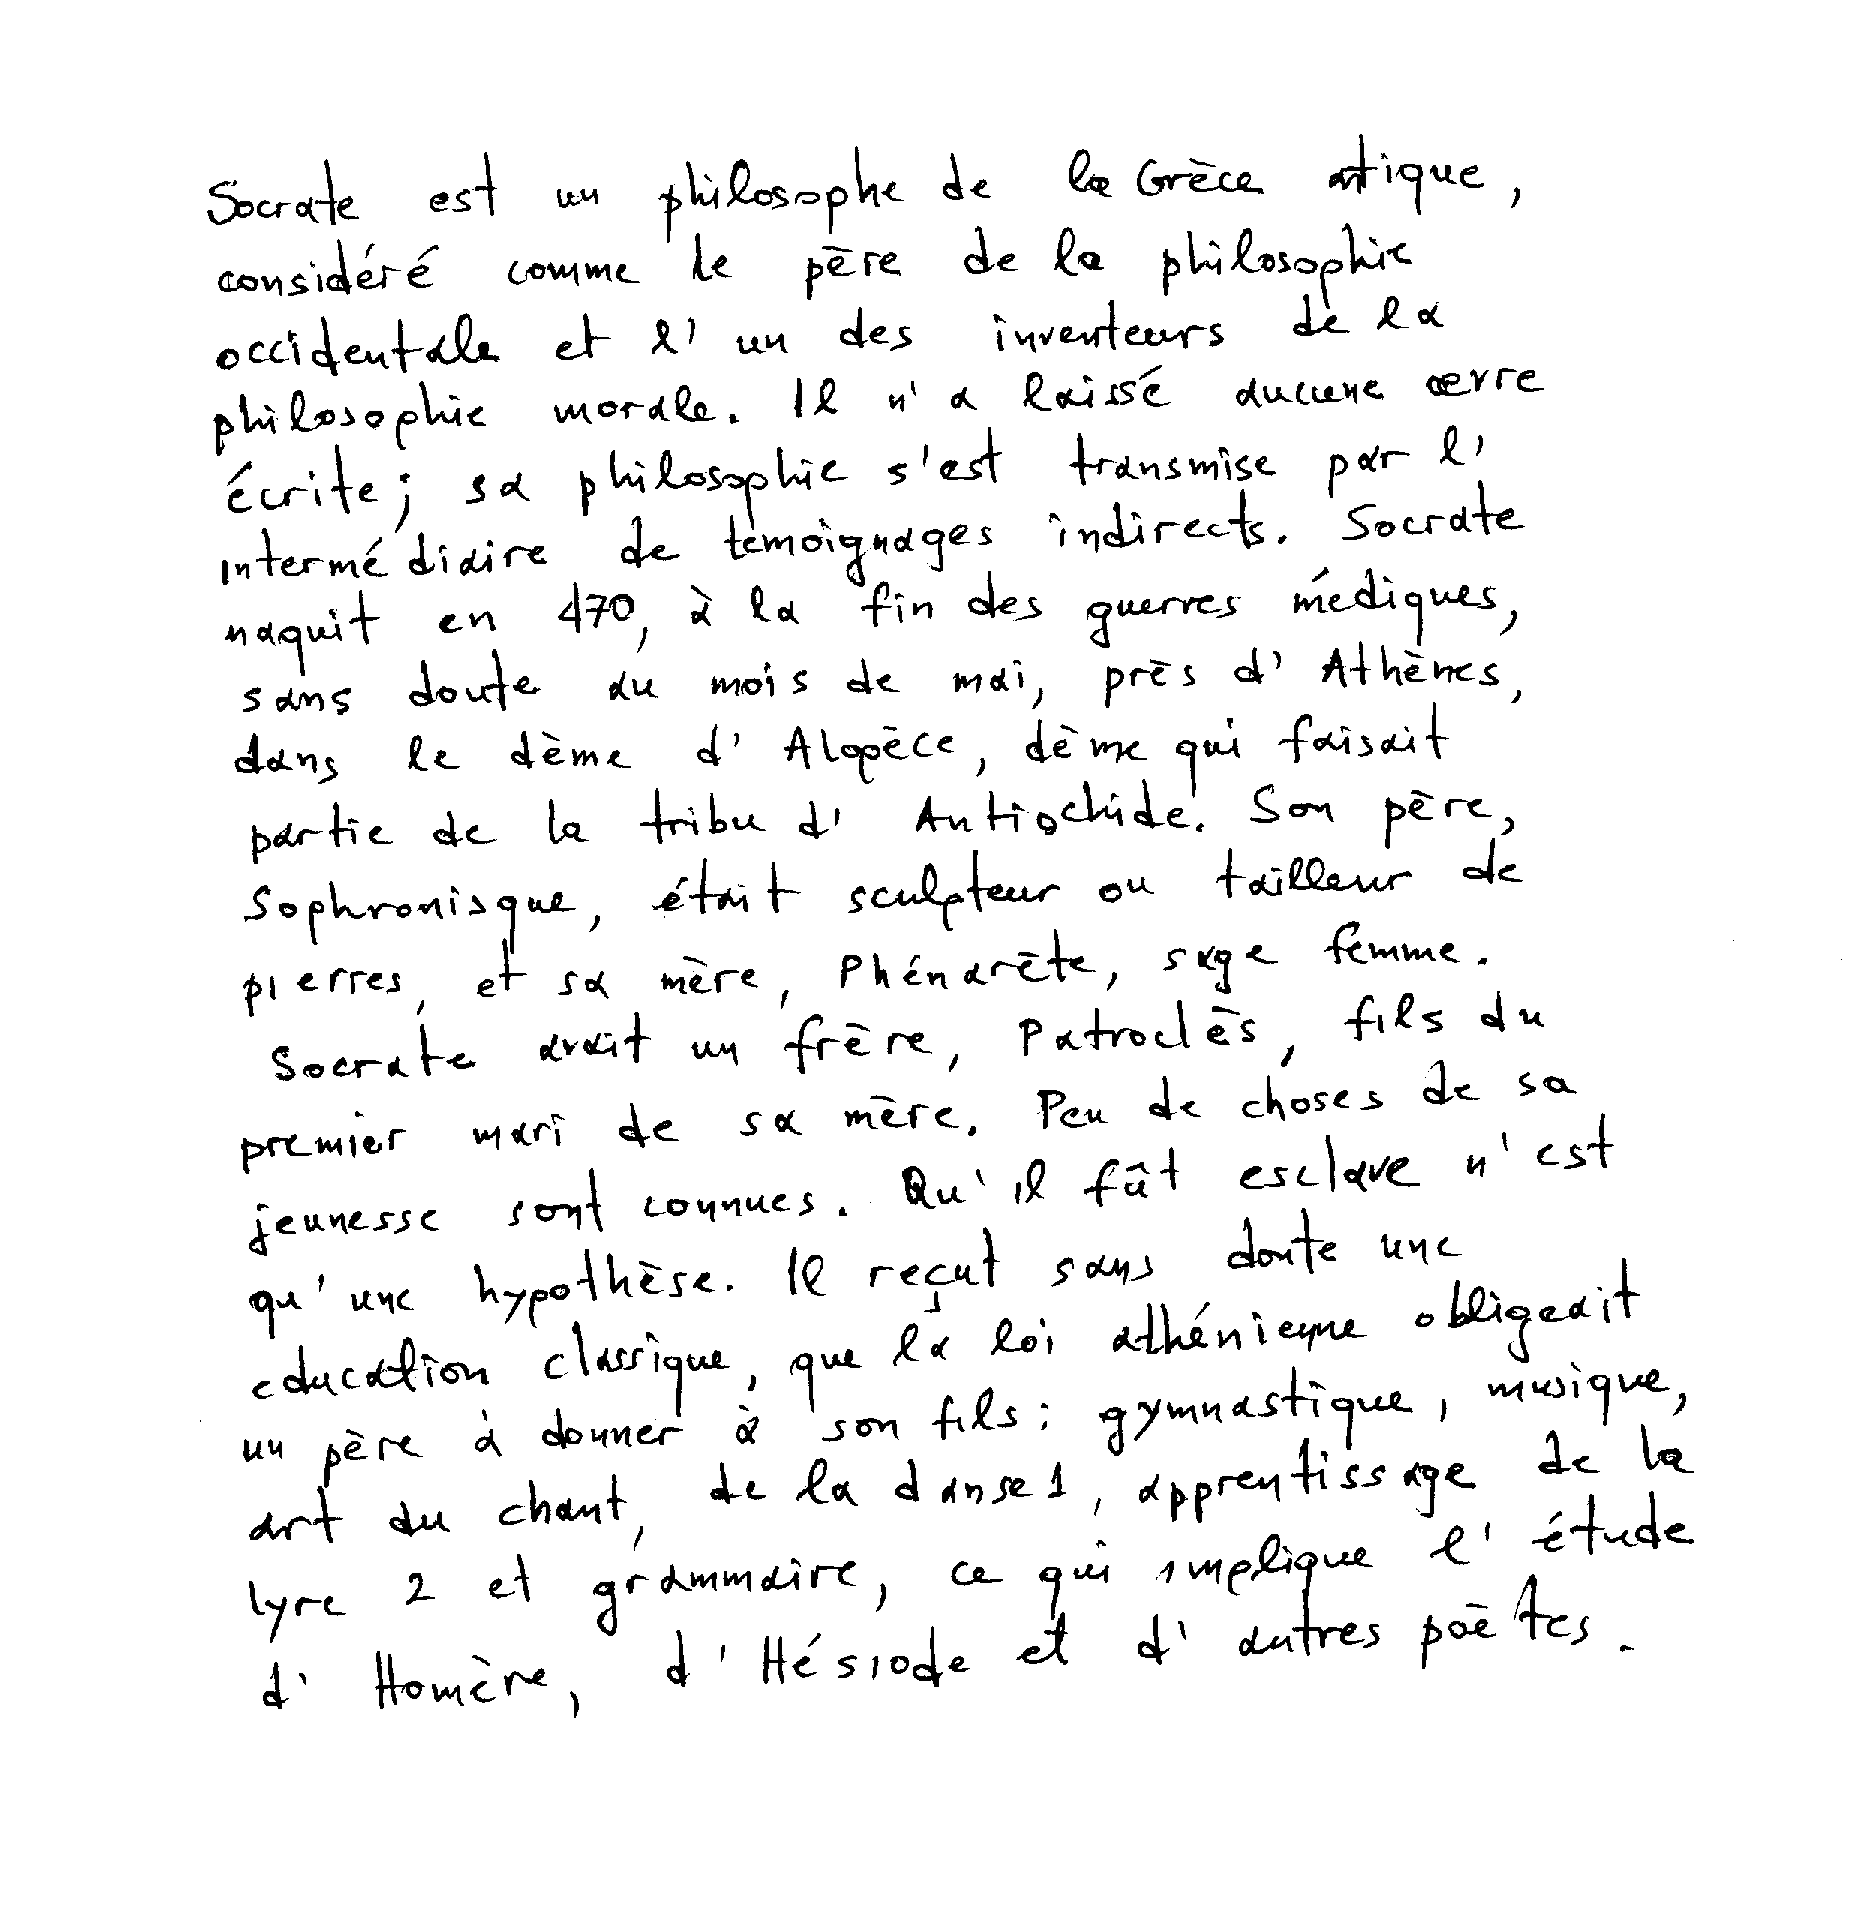 Socrate est un philosophe de la Grèce antique,
considéré comme le père de la philosophie
occidentale et l'un des inventeurs de la
philosophie morale. Il n'a laissé aucune œvre
écrite; sa philosophie s'est transmise par l'
intermédiaire de témoignages indirects. Socrate
naquit en 470, à la fin des guerres médiques,
sans doute au mois de mai, près d'Athènes,
dans le dème d'Alopèce, dème qui faisait
partie de la tribu d'Antiochide. Son père,
Sophronisque, était sculpteur ou tailleur de
pierres, et sa mère, Phénarète, sage femme.
Socrate avait un frère, Patroclès, fils du
premier mari de sa mère. Peu de choses de sa
jeunesse sont connues. Qu'il fût esclave n'est
qu'une hypothèse. Il reçut sans doute une
education classique, que la loi athénienne obligeait
un père à donner à son fils: gymnastique, musique,
art du chant, de la danse1, apprentissage de la
lyre 2 et grammaire, ce qui implique l'étude
d'Homère, d'Hésiode et d'autres poètes.